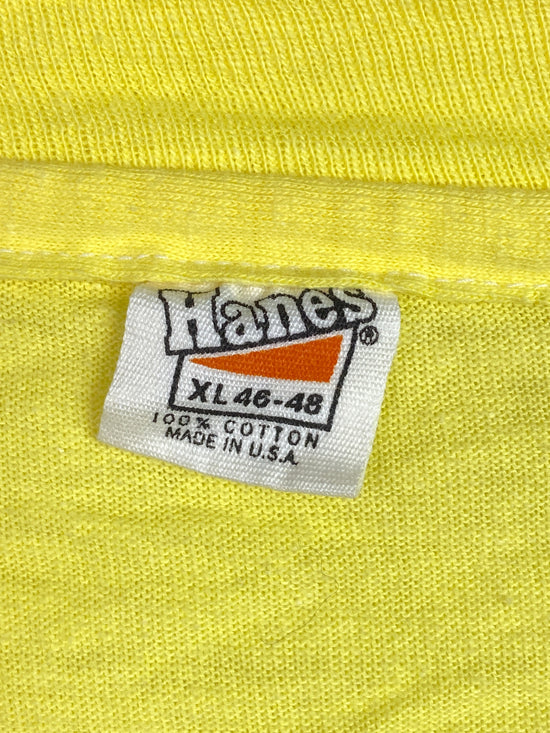 Hanes®
XL 46-48
100% COTTON
MADE IN U.S.A.